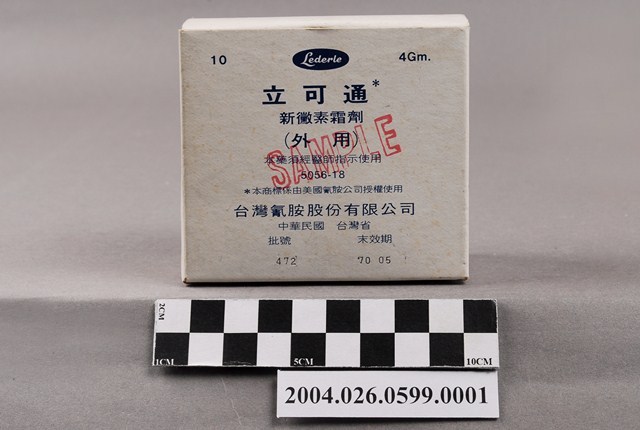 10 Lederle 4Gm.
立可通*
新黴素霜劑
(外用)
SAMPLE
本藥須經醫師指示使用
5056-18
*本商標係由美國氰胺公司授權使用
台灣氰胺股份有限公司
中華民國 台灣省
批號 末效期
472 70 05
2CM
1CM 5CM 10CM
2004.026.0599.0001